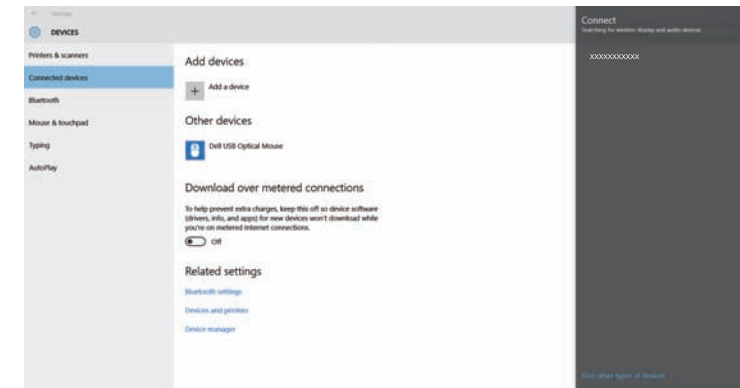 Settings
DEVICES
Printers & scanners
Connected devices
Bluetooth
Mouse & touchpad
Typing
AutoPlay
Add devices
Add a device
Other devices
Dell USB Optical Mouse
Download over metered connections
To help prevent extra charges, keep this off so device software
(drivers, info, and apps) for new devices won't download while
you're on metered Internet connections.
Off
Related settings
Bluetooth settings
Devices and printers
Device manager
Connect
Searching for wireless display and audio devices
xxxxxxxxxxx
Find other types of devices